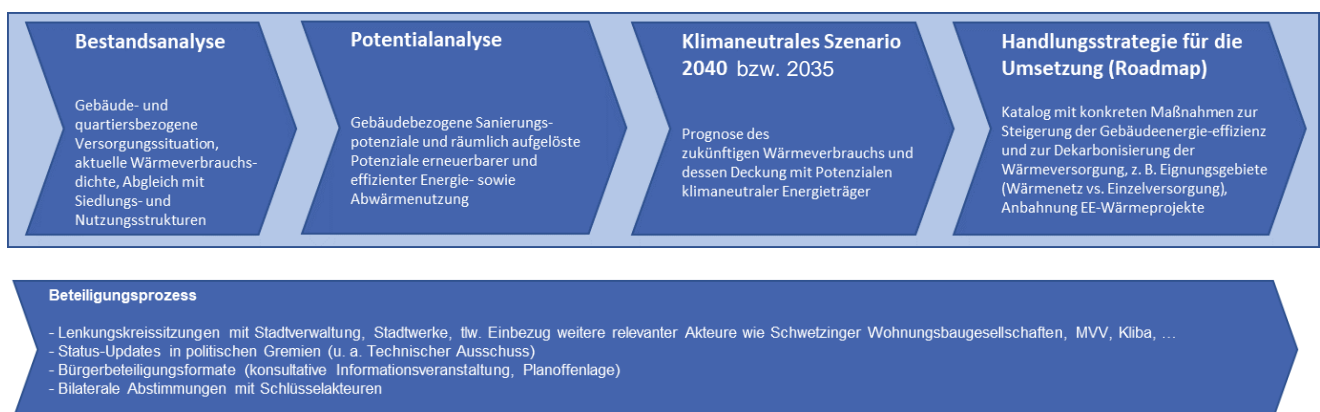 Bestandsanalyse
Gebäude- und
quartiersbezogene
Versorgungssituation,
aktuelle Wärmeverbrauchs-
dichte, Abgleich mit
Siedlungs- und
Nutzungsstrukturen
Potentialanalyse
Gebäudebezogene Sanierungs-
potenziale und räumlich aufgelöste
Potenziale erneuerbarer und
effizienter Energie- sowie
Abwärmenutzung
Klimaneutrales Szenario
2040 bzw. 2035
Prognose des
zukünftigen Wärmeverbrauchs und
dessen Deckung mit Potenzialen
klimaneutraler Energieträger
Handlungsstrategie für die
Umsetzung (Roadmap)
Katalog mit konkreten Maßnahmen zur
Steigerung der Gebäudeenergie-effizienz
und zur Dekarbonisierung der
Wärmeversorgung, z. B. Eignungsgebiete
(Wärmenetz vs. Einzelversorgung),
Anbahnung EE-Wärmeprojekte
Beteiligungsprozess
- Lenkungskreissitzungen mit Stadtverwaltung, Stadtwerke, tlw. Einbezug weitere relevanter Akteure wie Schwetzinger Wohnungsbaugesellschaften, MVV, Kliba, ...
- Status-Updates in politischen Gremien (u. a. Technischer Ausschuss)
- Bürgerbeteiligungsformate (konsultative Informationsveranstaltung, Planoffenlage)
- Bilaterale Abstimmungen mit Schlüsselakteuren